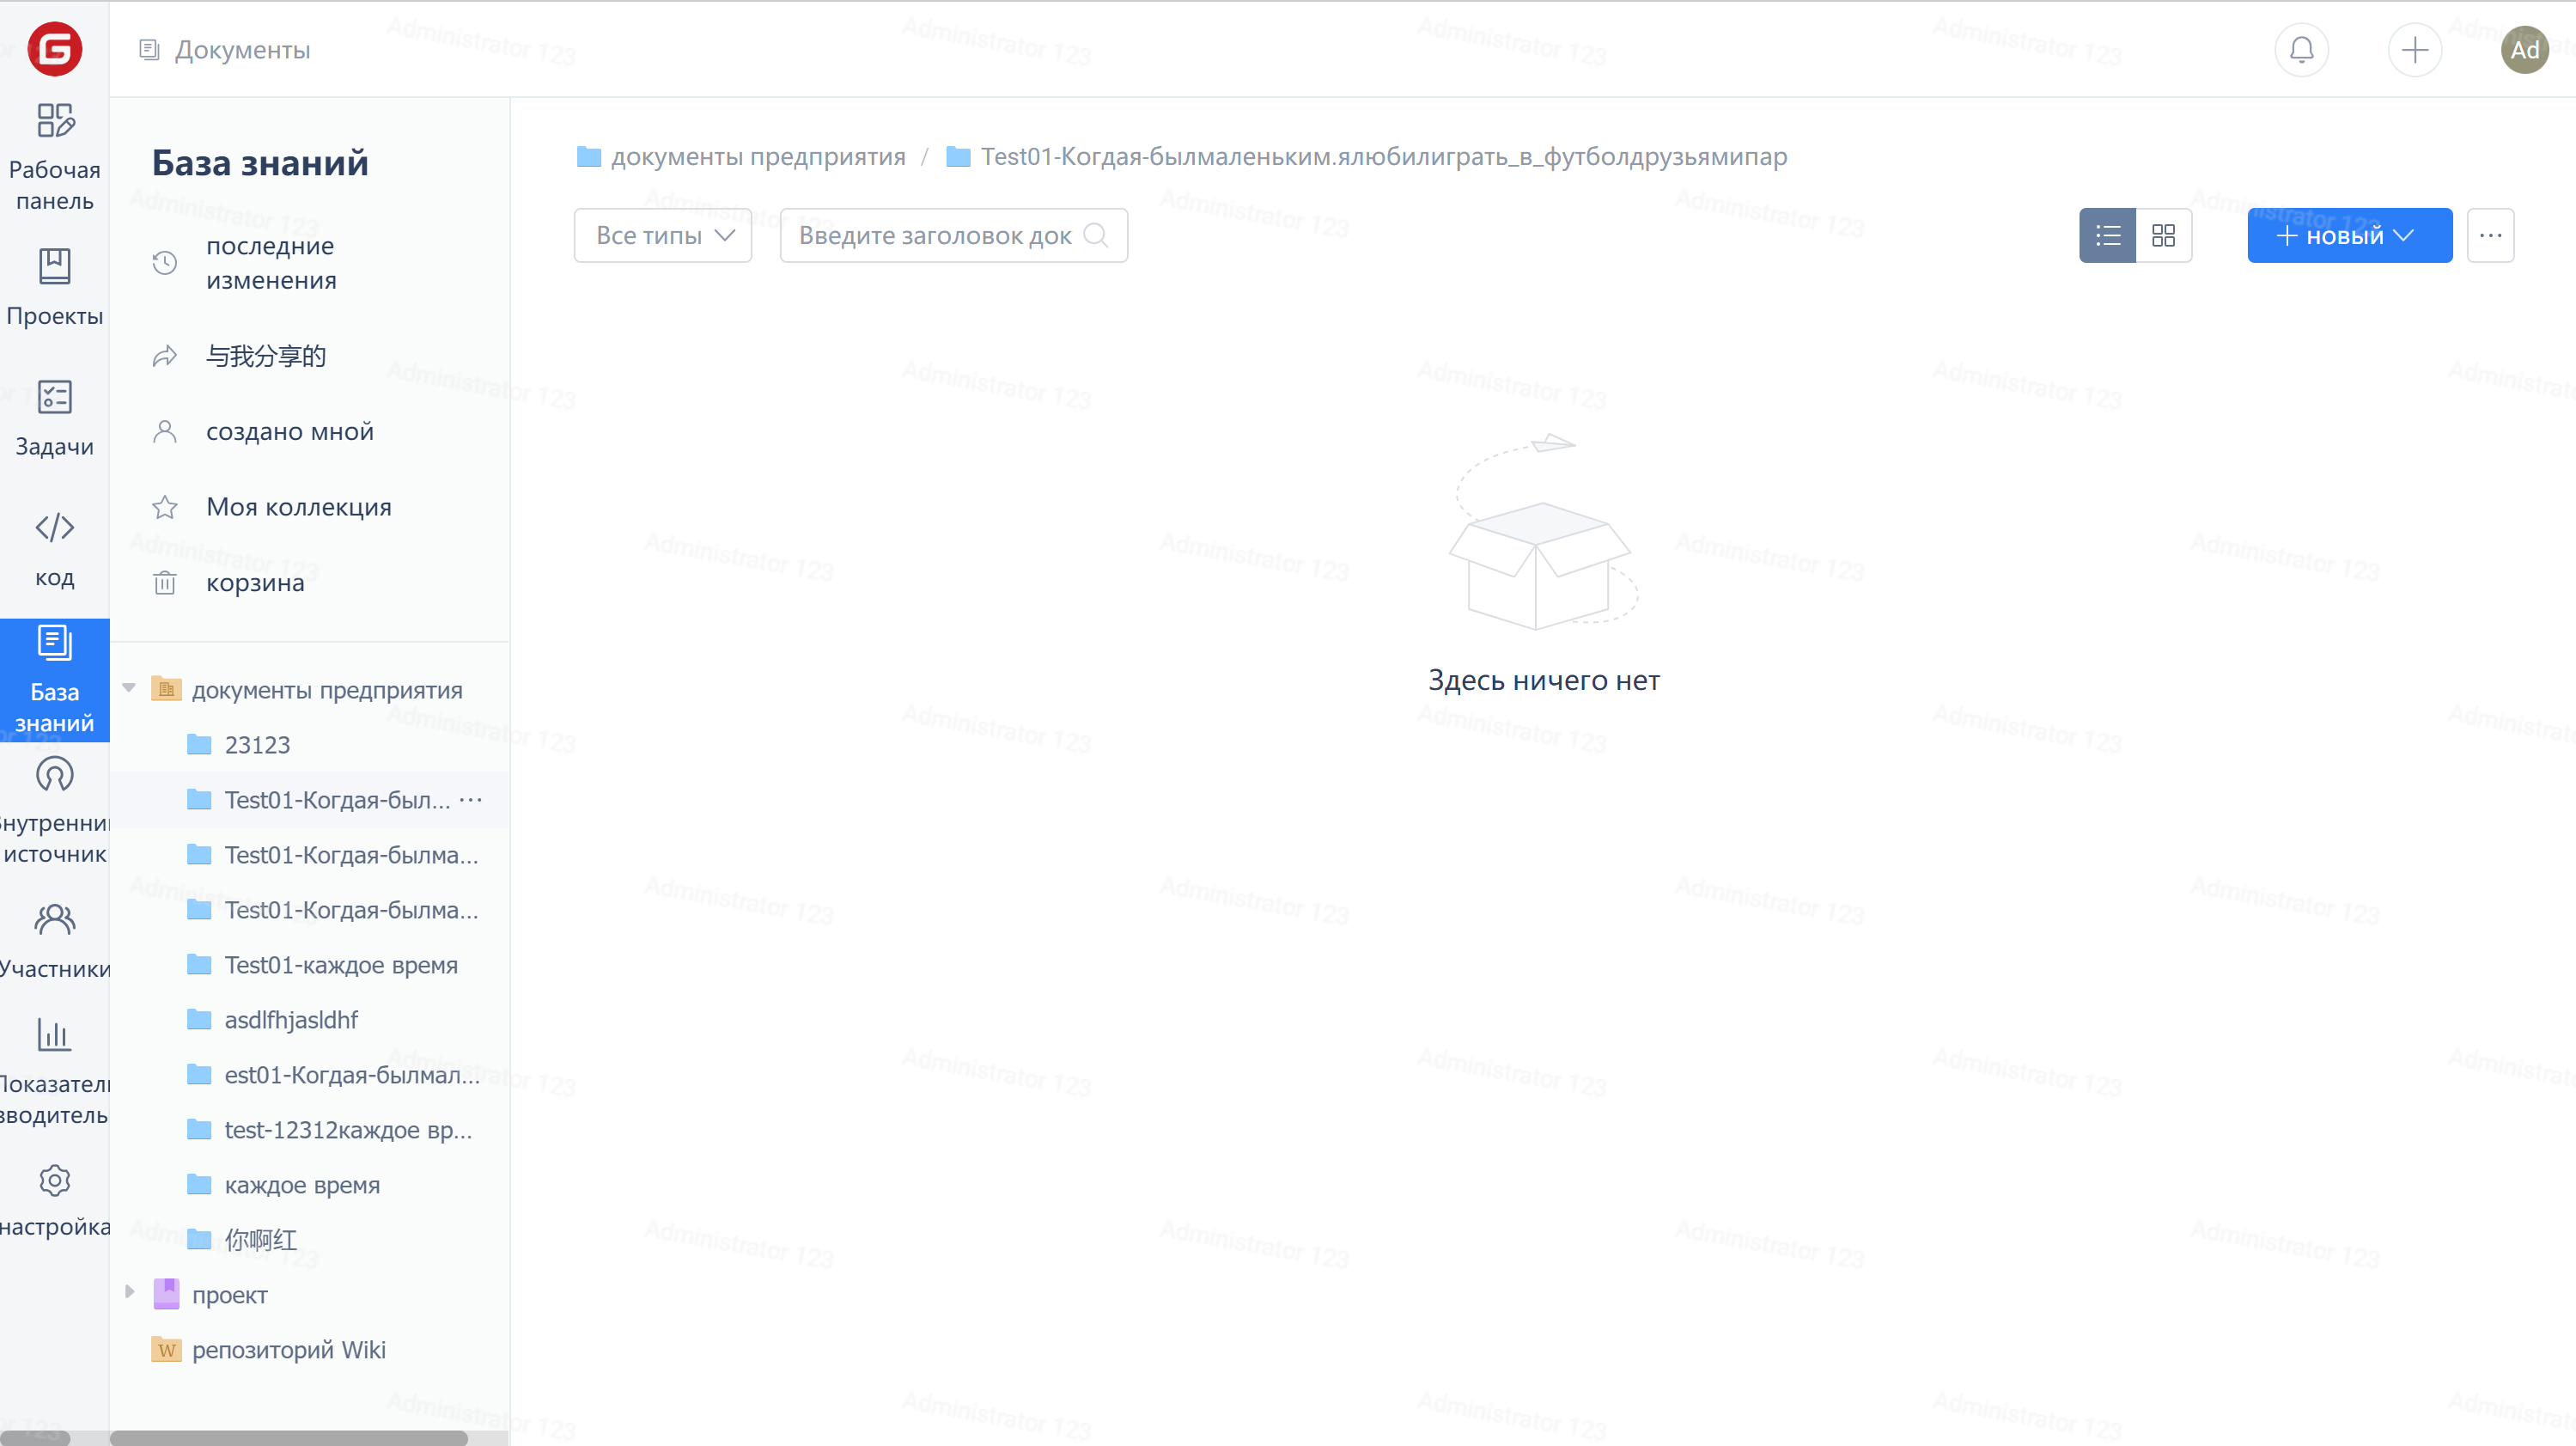 Документы
Ad
Рабочая
панель
Проекты
Задачи
код
База
знаний
источник
Участники
настройка
База знаний
последние
изменения
与我分享的
создано мной
Моя коллекция
корзина
документы предприятия
23123
Test01-Когдая-был...
Test01-Когдая-былма...
Test01-Когдая-былма...
Test01-каждое время
asdlfhjasldhf
est01-Когдая-былмал...
test-12312каждое вр...
каждое время
你啊红
проект
W репозиторий Wiki
документы предприятия / Test01-Когдая-былмаленьким.ялюбилиграть_в_футболдрузьямипар
Все типы
Введите заголовок док
новый
Здесь ничего нет
Administrator 123